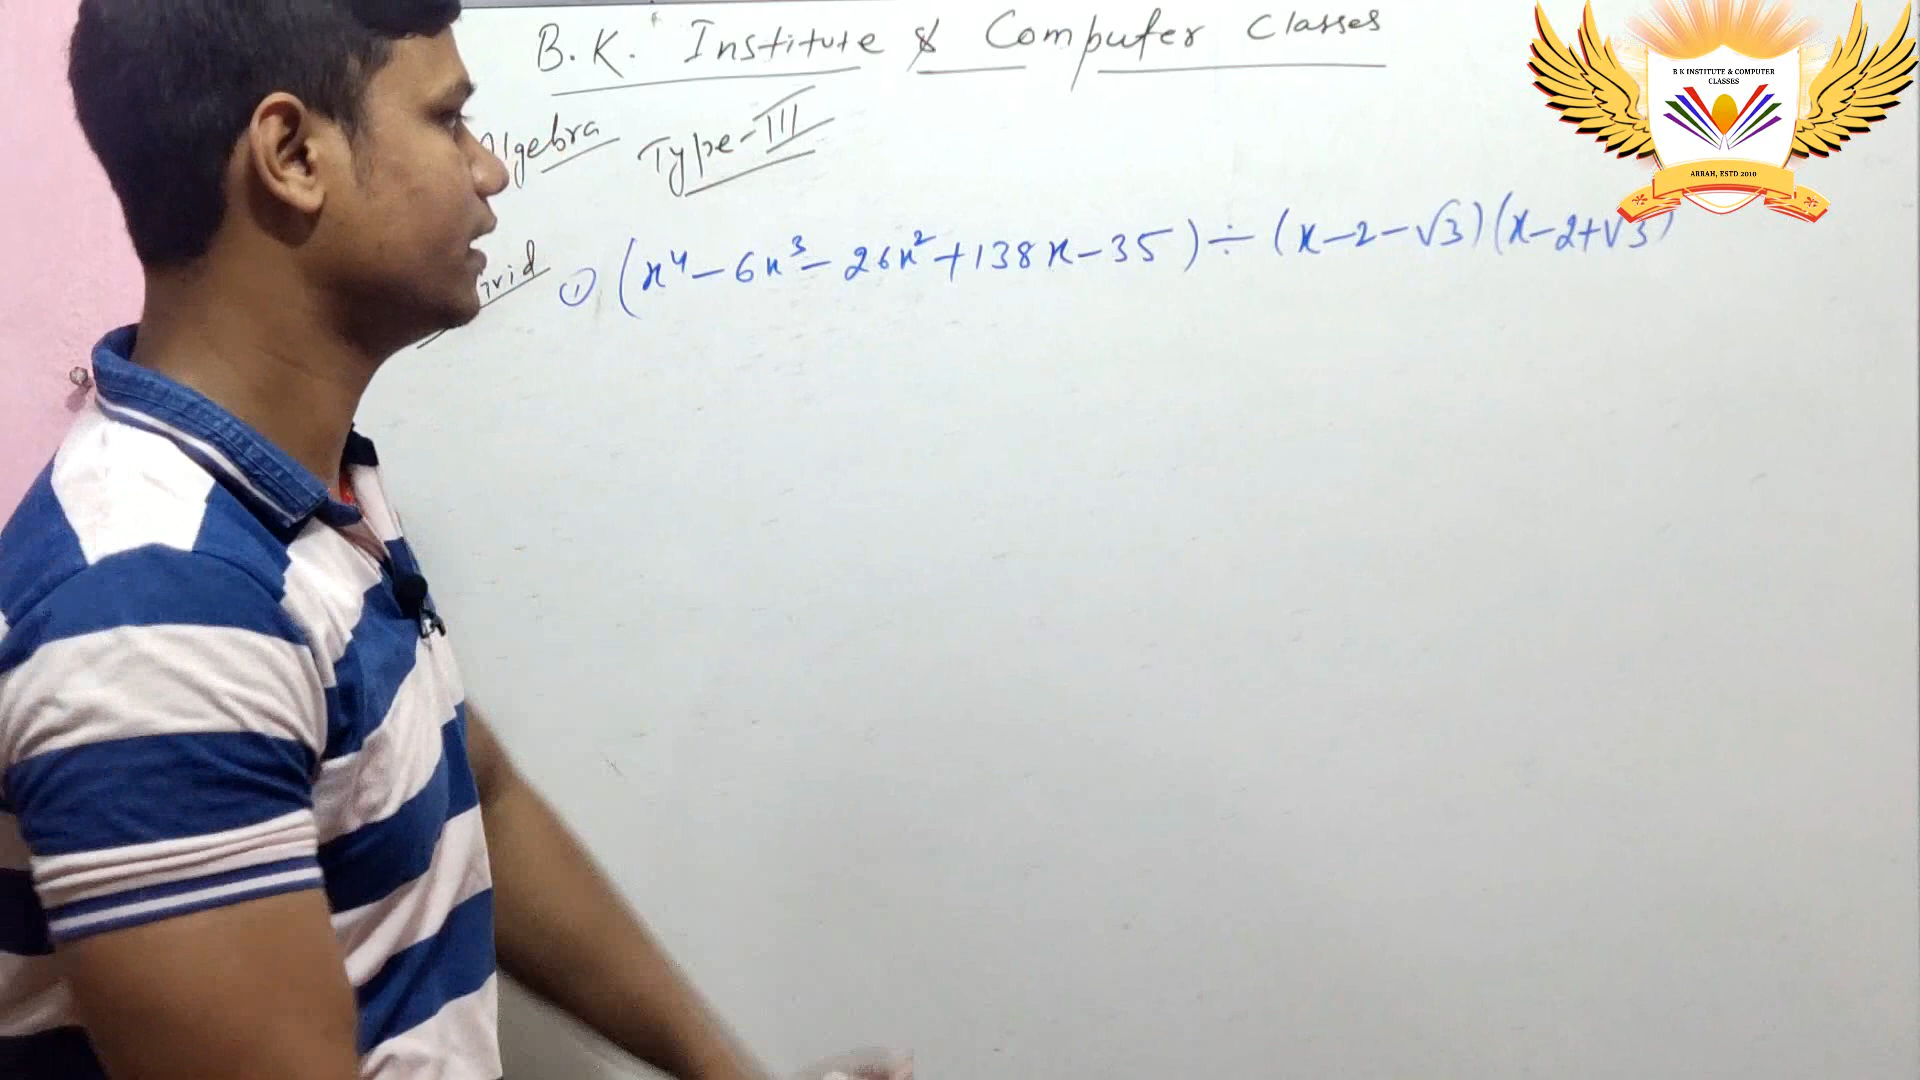 B.K. Institute & Computer Classes
B K INSTITUTE & COMPUTER
CLASSES
ARRAH, ESTD 2010
Algebra Type-III
① (x⁴-6x³-26x²+138x-35)÷(x-2-√3)(x-2+√3)